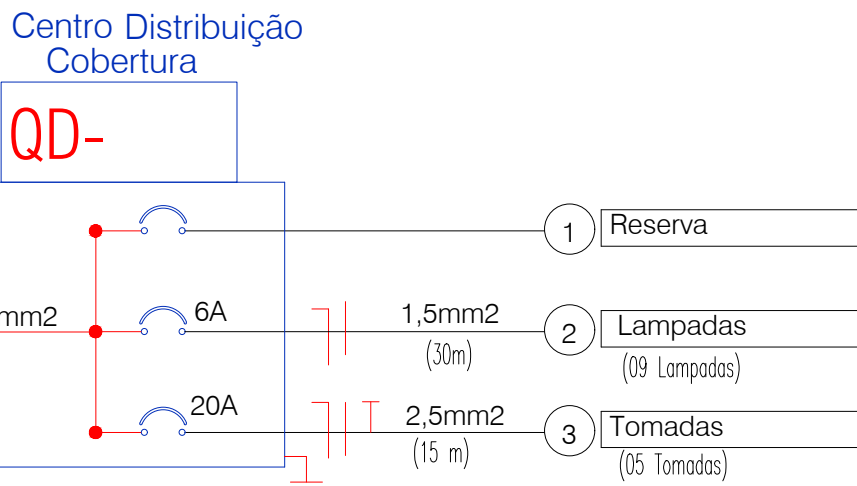 Centro Distribuição
Cobertura
QD-
1 Reserva
mm2 6A 1,5mm2 2 Lampadas
(30m) (09 Lampadas)
20A 2,5mm2 3 Tomadas
(15 m) (05 Tomadas)